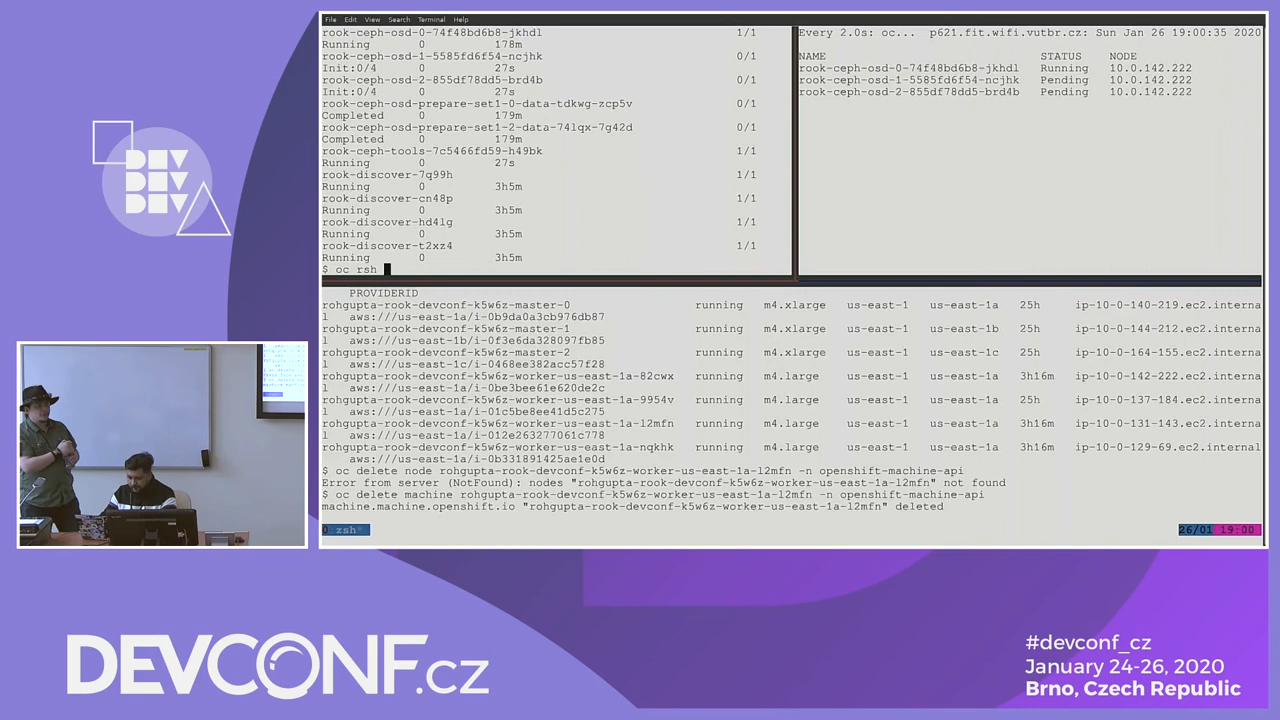 DEV
DEV
DEV
File Edit View Search Terminal Help
rook-ceph-osd-0-74f48bd6b8-jkhdl 1/1
Running 0 178m
rook-ceph-osd-1-5585fd6f54-ncjhk 0/1
Init:0/4 0 27s
rook-ceph-osd-2-855df78dd5-brd4b 0/1
Init:0/4 0 27s
rook-ceph-osd-prepare-set1-0-data-tdkwg-zcp5v 0/1
Completed 0 179m
rook-ceph-osd-prepare-set1-2-data-74lqx-7g42d 0/1
Completed 0 179m
rook-ceph-tools-7c5466fd59-h49bk 1/1
Running 0 27s
rook-discover-7q99h 1/1
Running 0 3h5m
rook-discover-cn48p 1/1
Running 0 3h5m
rook-discover-hd4lg 1/1
Running 0 3h5m
rook-discover-t2xz4 1/1
Running 0 3h5m
$ oc rsh
Every 2.0s: oc... p621.fit.wifi.vutbr.cz: Sun Jan 26 19:00:35 2020
NAME STATUS NODE
rook-ceph-osd-0-74f48bd6b8-jkhdl Running 10.0.142.222
rook-ceph-osd-1-5585fd6f54-ncjhk Pending 10.0.142.222
rook-ceph-osd-2-855df78dd5-brd4b Pending 10.0.142.222
PROVIDERID
rohgupta-rook-devconf-k5w6z-master-0 running m4.xlarge us-east-1 us-east-1a 25h ip-10-0-140-219.ec2.interna
l aws:///us-east-1a/i-0b9da0a3cb976db87
rohgupta-rook-devconf-k5w6z-master-1 running m4.xlarge us-east-1 us-east-1b 25h ip-10-0-144-212.ec2.interna
l aws:///us-east-1b/i-0f3e6da328097fb85
rohgupta-rook-devconf-k5w6z-master-2 running m4.xlarge us-east-1 us-east-1c 25h ip-10-0-164-155.ec2.interna
l aws:///us-east-1c/i-0468ee382acc57f28
rohgupta-rook-devconf-k5w6z-worker-us-east-1a-82cwx running m4.large us-east-1 us-east-1a 3h16m ip-10-0-142-222.ec2.interna
l aws:///us-east-1a/i-0be3bee61e620de2c
rohgupta-rook-devconf-k5w6z-worker-us-east-1a-9954v running m4.large us-east-1 us-east-1a 25h ip-10-0-137-184.ec2.interna
l aws:///us-east-1a/i-01c5be8ee41d5c275
rohgupta-rook-devconf-k5w6z-worker-us-east-1a-l2mfn running m4.large us-east-1 us-east-1a 3h16m ip-10-0-131-143.ec2.interna
l aws:///us-east-1a/i-012e263277061c778
rohgupta-rook-devconf-k5w6z-worker-us-east-1a-nqkhk running m4.large us-east-1 us-east-1a 3h16m ip-10-0-129-69.ec2.internal
aws:///us-east-1a/i-0b331891425ae1e0d
$ oc delete node rohgupta-rook-devconf-k5w6z-worker-us-east-1a-l2mfn -n openshift-machine-api
Error from server (NotFound): nodes "rohgupta-rook-devconf-k5w6z-worker-us-east-1a-l2mfn" not found
$ oc delete machine rohgupta-rook-devconf-k5w6z-worker-us-east-1a-l2mfn -n openshift-machine-api
machine.machine.openshift.io "rohgupta-rook-devconf-k5w6z-worker-us-east-1a-l2mfn" deleted
0 zsh* 26/01 19:00
DEVCONF.cz
#devconf_cz
January 24-26, 2020
Brno, Czech Republic